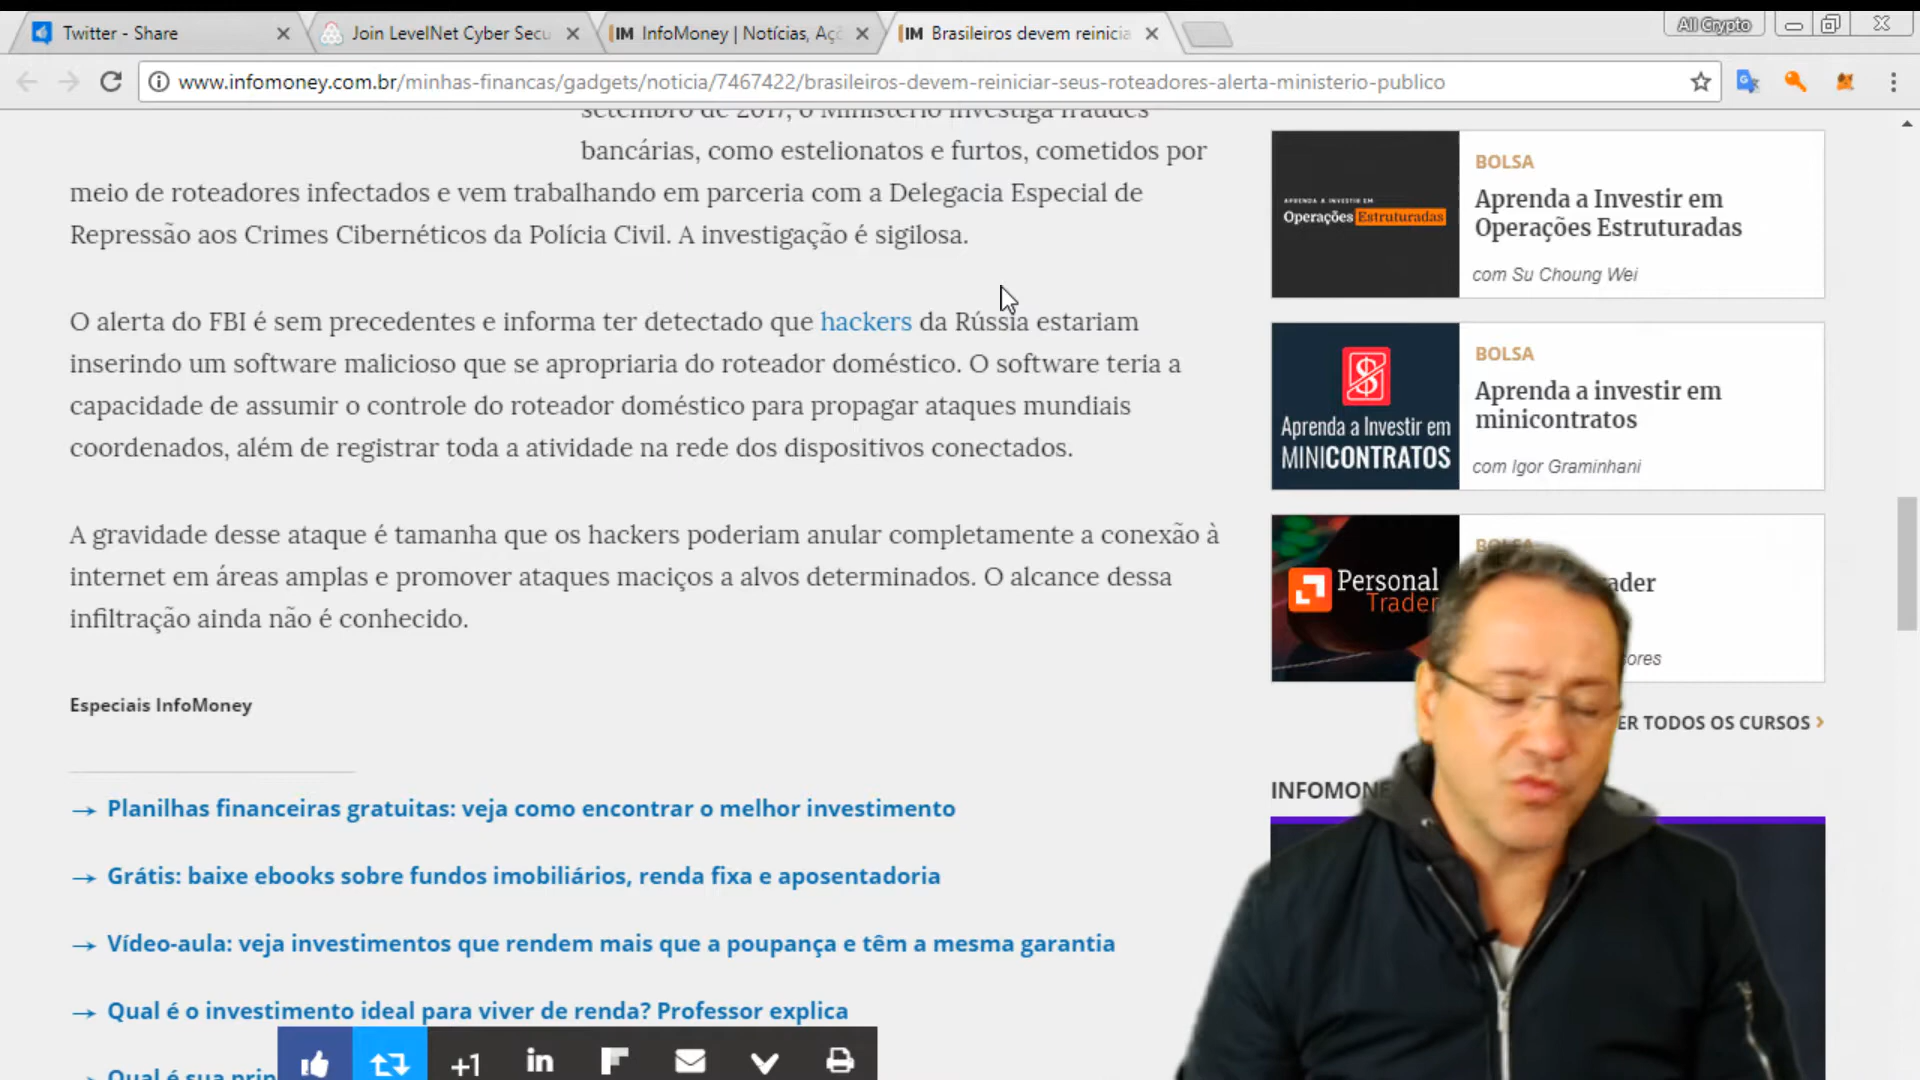 Twitter - Share
Join LevelNet Cyber Secu
IM InfoMoney | Notícias, Açõ
IM Brasileiros devem reinicia
All Crypto
www.infomoney.com.br/minhas-financas/gadgets/noticia/7467422/brasileiros-devem-reiniciar-seus-roteadores-alerta-ministerio-publico
setembro de 2017, o Ministério investiga fraudes
bancárias, como estelionatos e furtos, cometidos por
meio de roteadores infectados e vem trabalhando em parceria com a Delegacia Especial de
Repressão aos Crimes Cibernéticos da Polícia Civil. A investigação é sigilosa.
O alerta do FBI é sem precedentes e informa ter detectado que hackers da Rússia estariam
inserindo um software malicioso que se apropriaria do roteador doméstico. O software teria a
capacidade de assumir o controle do roteador doméstico para propagar ataques mundiais
coordenados, além de registrar toda a atividade na rede dos dispositivos conectados.
A gravidade desse ataque é tamanha que os hackers poderiam anular completamente a conexão à
internet em áreas amplas e promover ataques maciços a alvos determinados. O alcance dessa
infiltração ainda não é conhecido.
Especiais InfoMoney
→ Planilhas financeiras gratuitas: veja como encontrar o melhor investimento
→ Grátis: baixe ebooks sobre fundos imobiliários, renda fixa e aposentadoria
→ Vídeo-aula: veja investimentos que rendem mais que a poupança e têm a mesma garantia
→ Qual é o investimento ideal para viver de renda? Professor explica
→ Qual é sua prin
+1
in
APRENDA A INVESTIR EM
Operações Estruturadas
BOLSA
Aprenda a Investir em
Operações Estruturadas
com Su Choung Wei
Aprenda a Investir em
MINICONTRATOS
BOLSA
Aprenda a investir em
minicontratos
com Igor Graminhani
Personal
Trader
BOLSA
ader
ores
ER TODOS OS CURSOS
INFOMONE